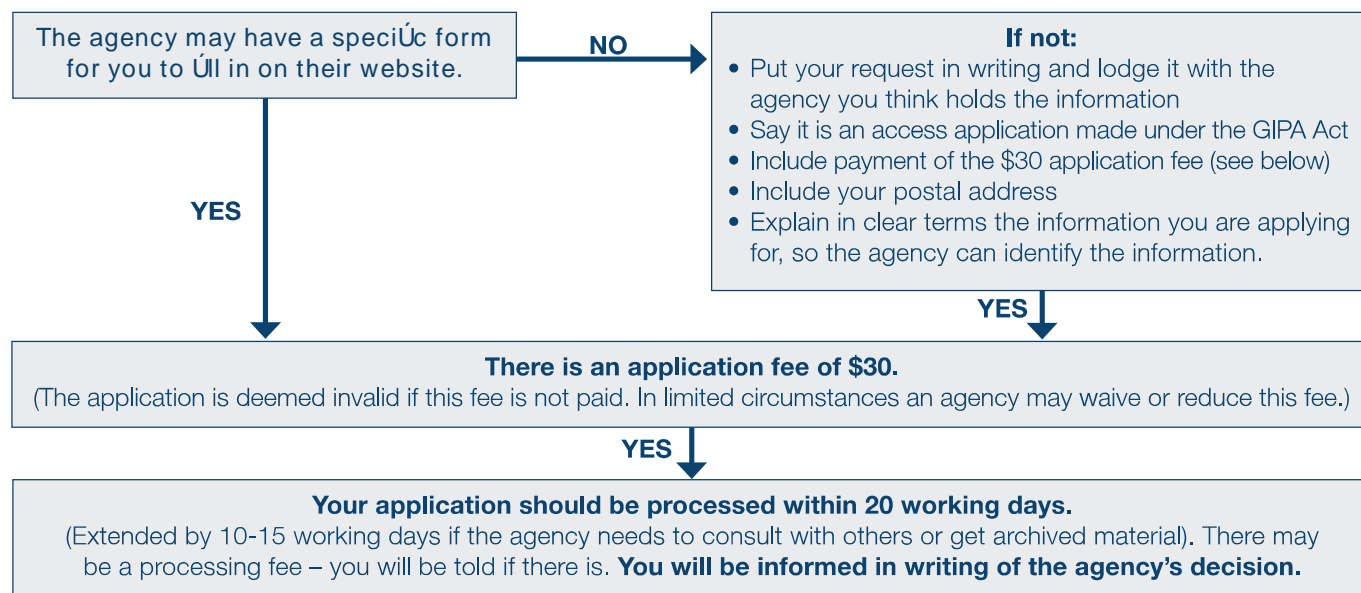 The agency may have a speciÚc form
for you to Úll in on their website.
NO
If not:
• Put your request in writing and lodge it with the
agency you think holds the information
• Say it is an access application made under the GIPA Act
• Include payment of the $30 application fee (see below)
• Include your postal address
• Explain in clear terms the information you are applying
for, so the agency can identify the information.
YES
YES
There is an application fee of $30.
(The application is deemed invalid if this fee is not paid. In limited circumstances an agency may waive or reduce this fee.)
YES
Your application should be processed within 20 working days.
(Extended by 10-15 working days if the agency needs to consult with others or get archived material). There may
be a processing fee – you will be told if there is. You will be informed in writing of the agency’s decision.